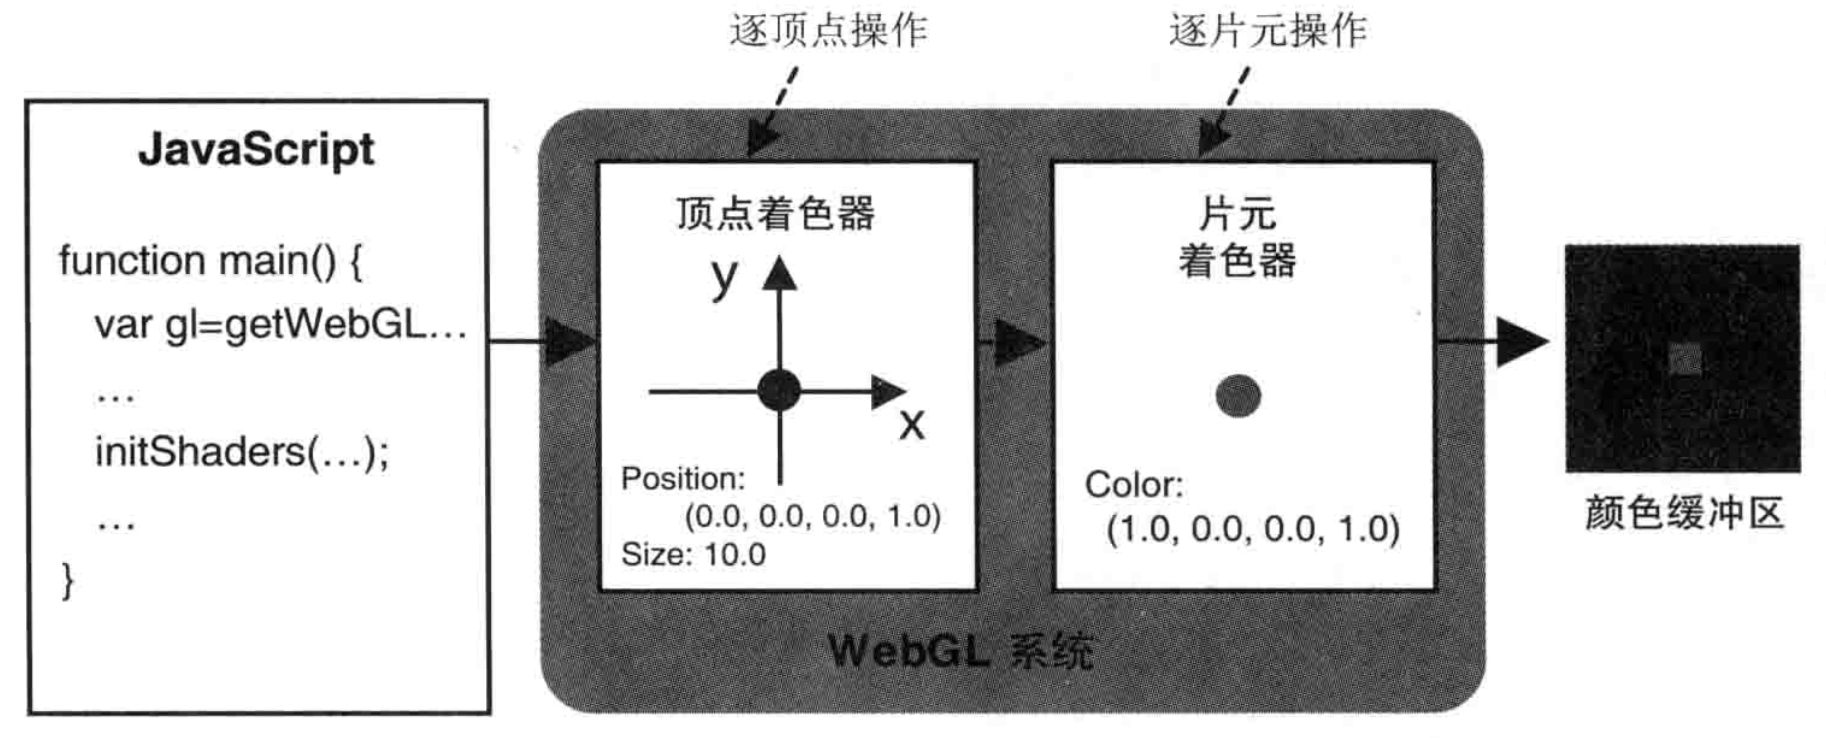 逐顶点操作
逐片元操作
JavaScript
function main() {
var gl=getWebGL...
...
initShaders(...);
...
}
顶点着色器
y
x
Position:
(0.0, 0.0, 0.0, 1.0)
Size: 10.0
片元
着色器
Color:
(1.0, 0.0, 0.0, 1.0)
WebGL 系统
颜色缓冲区